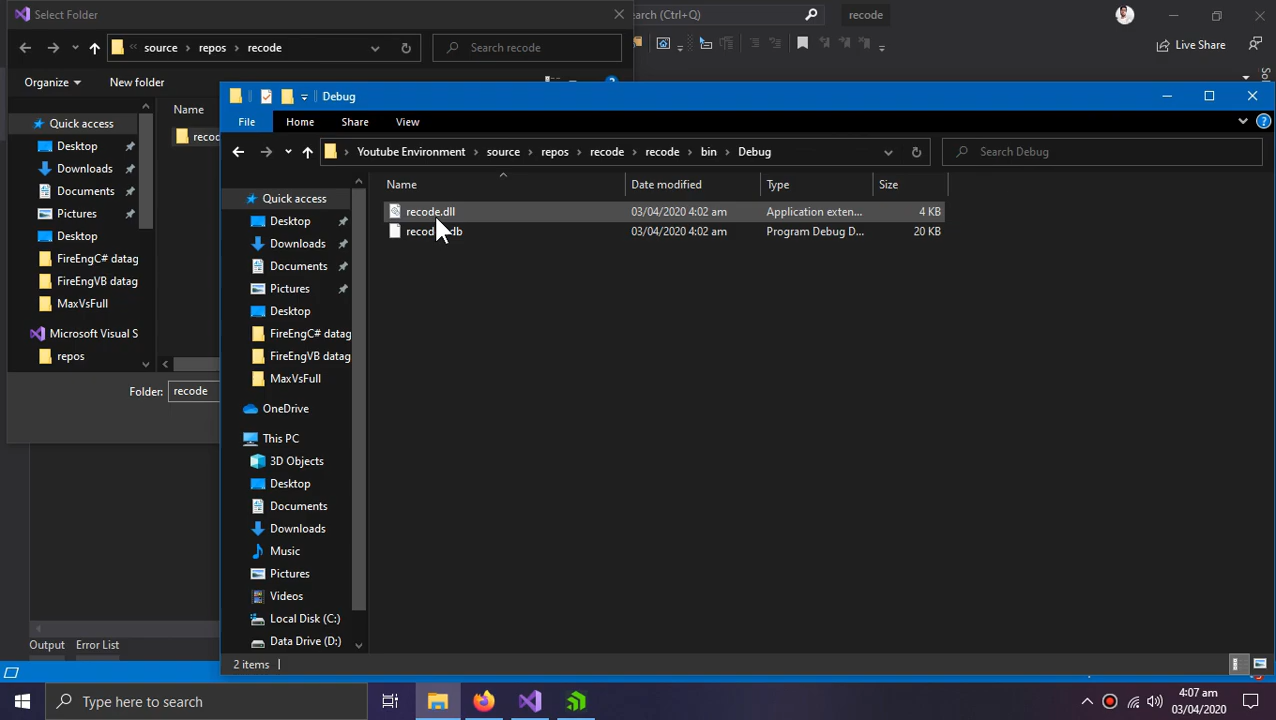 Select Folder
earch (Ctrl+Q)
recode
source
repos
recode
Search recode
Live Share
Organize
New folder
Name
Quick access
Desktop
Downloads
Documents
Pictures
Desktop
FireEngC# datag
FireEngVB datag
MaxVsFull
Microsoft Visual S
repos
Folder:
recode
Debug
File
Home
Share
View
Youtube Environment
source
repos
recode
recode
bin
Debug
Search Debug
Name
Date modified
Type
Size
recode.dll
03/04/2020 4:02 am
Application exten...
4 KB
03/04/2020 4:02 am
Program Debug D...
20 KB
Quick access
Desktop
Downloads
Documents
Pictures
Desktop
FireEngC# datag
FireEngVB datag
MaxVsFull
OneDrive
This PC
3D Objects
Desktop
Documents
Downloads
Music
Pictures
Videos
Local Disk (C:)
Data Drive (D:)
2 items
Output
Error List
Type here to search
4:07 am
03/04/2020